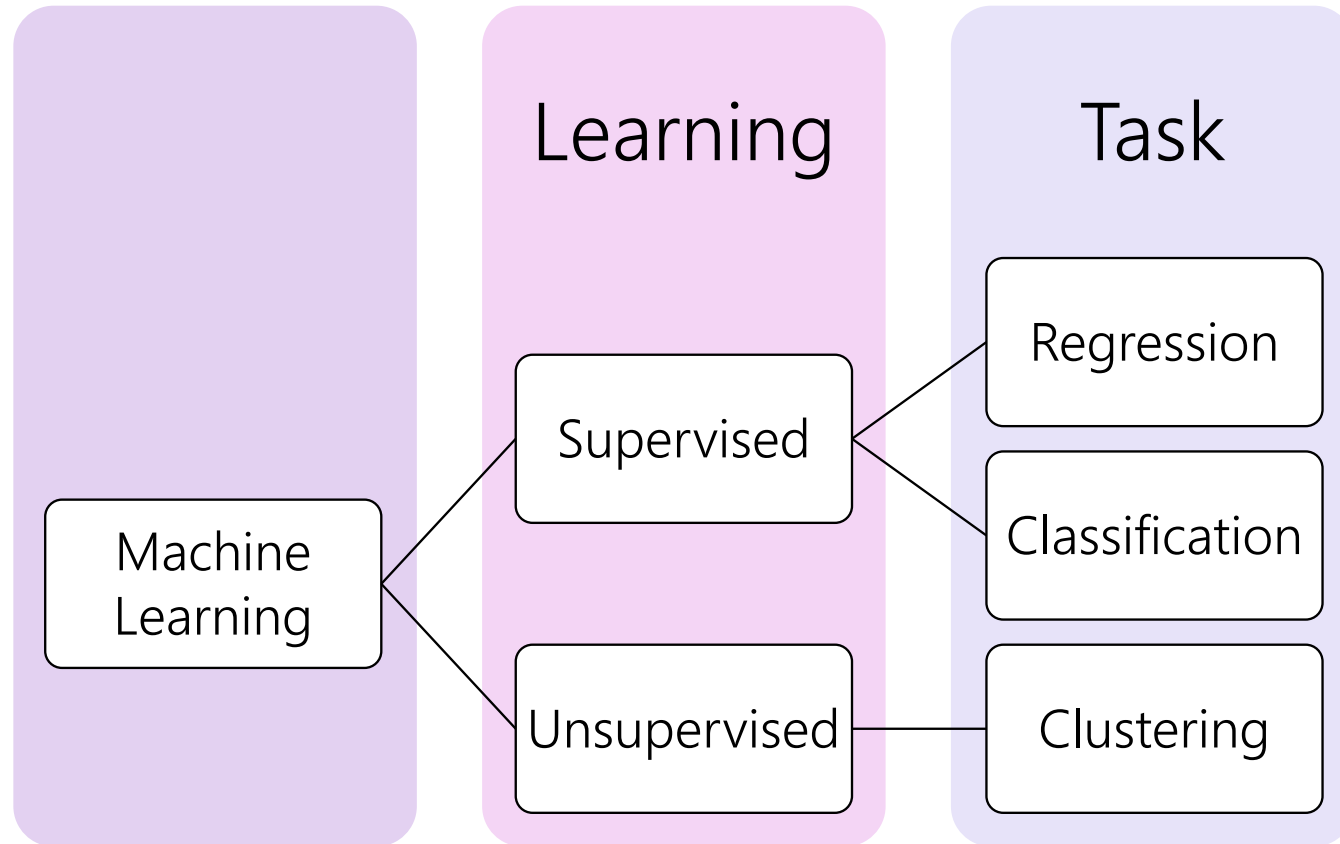 Learning
Task
Machine
Learning
Supervised
Unsupervised
Regression
Classification
Clustering